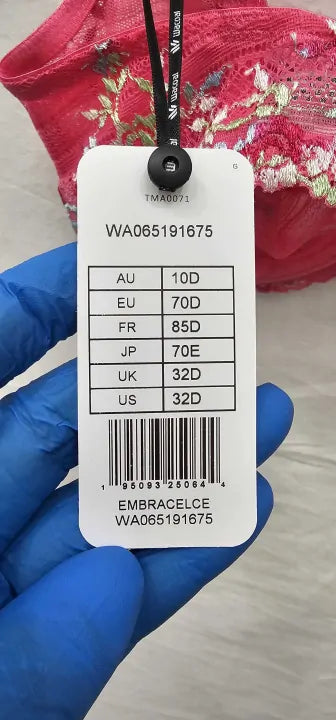 G
TMA0071
WA065191675
AU 10D
EU 70D
FR 85D
JP 70E
UK 32D
US 32D
1 95093 25064 4
EMBRACELCE
WA065191675